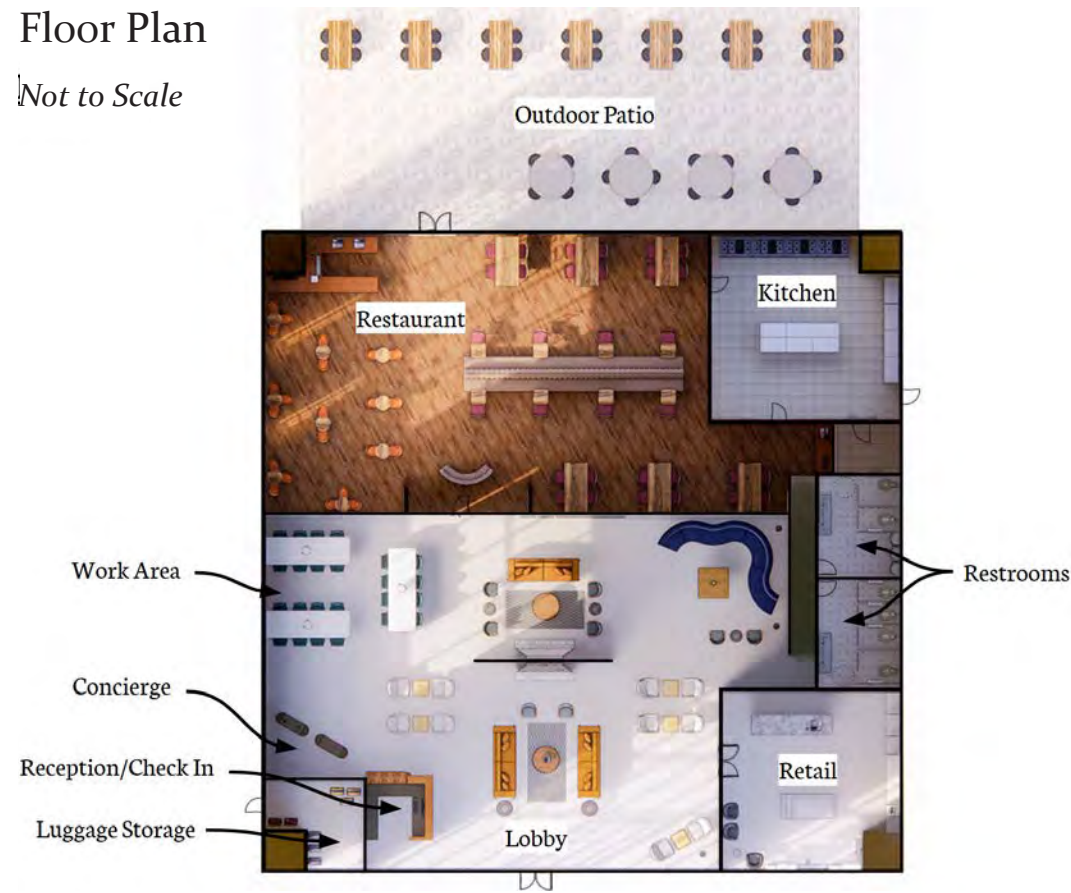 Floor Plan
Not to Scale
Outdoor Patio
Kitchen
Restaurant
Work Area
Restrooms
Concierge
Reception/Check In
Retail
Luggage Storage
Lobby